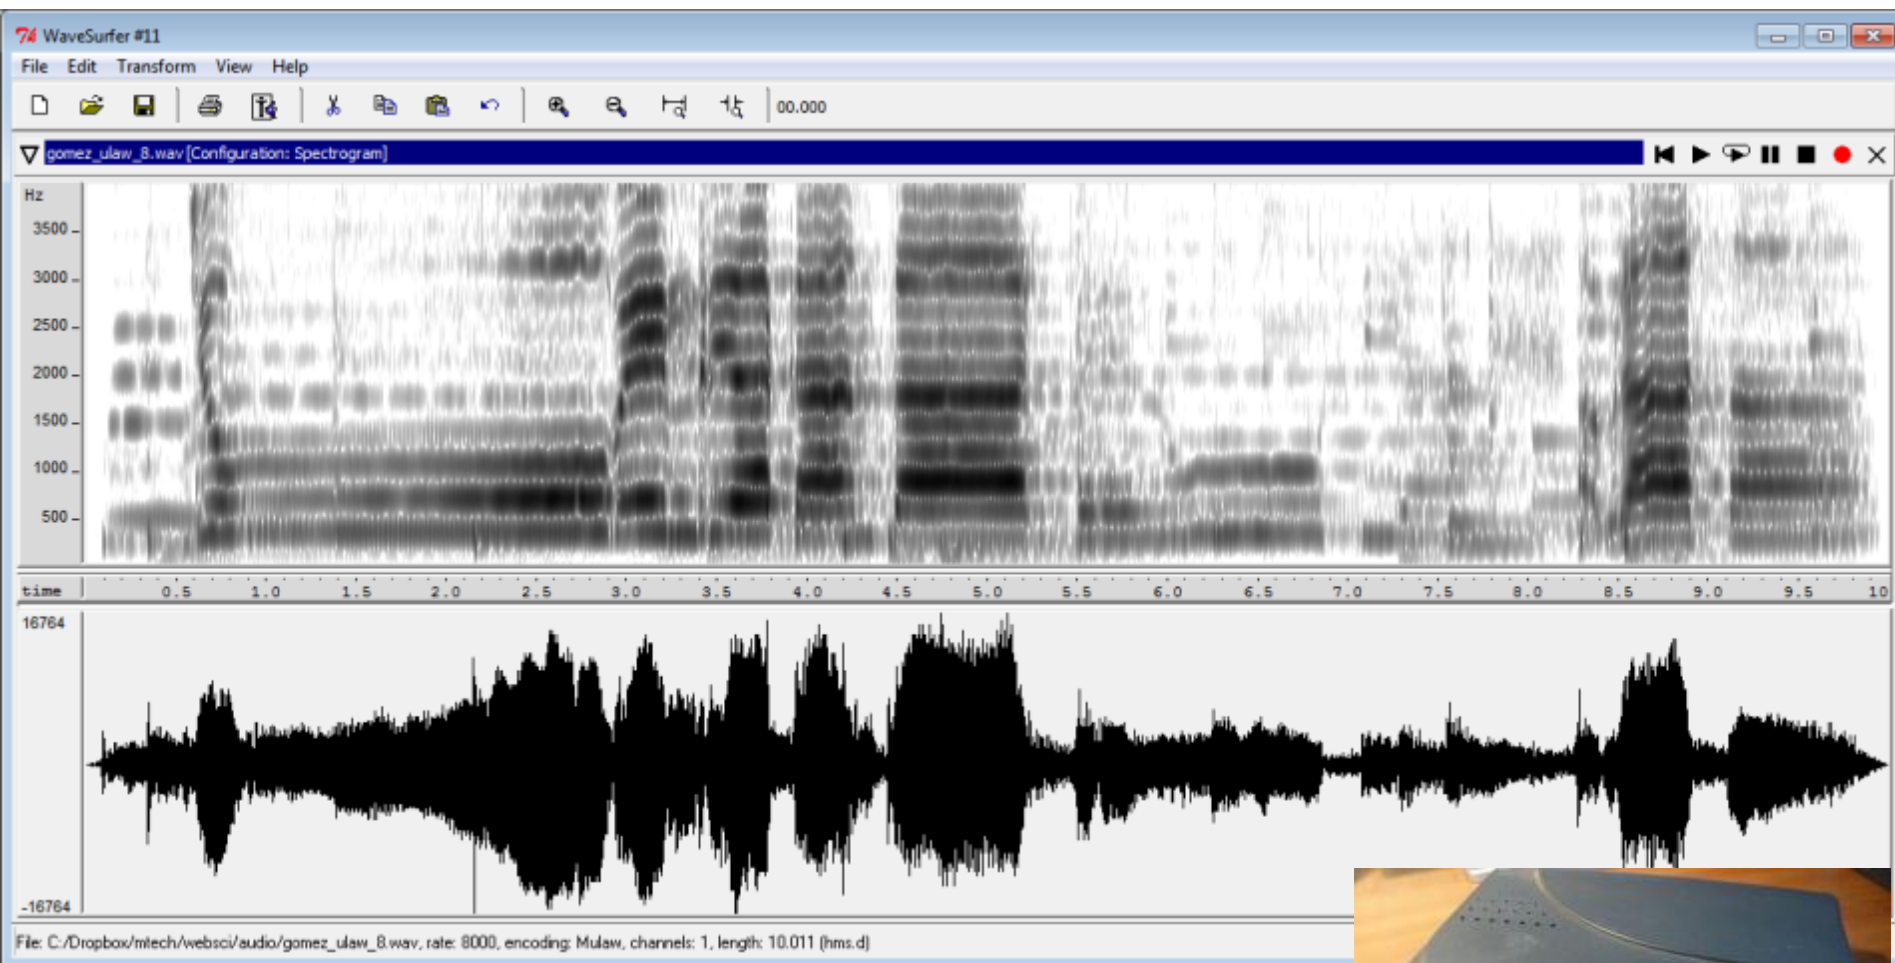 WaveSurfer #11
File Edit Transform View Help
00.000
gomez_ulaw_8.wav [Configuration: Spectrogram]
Hz
3500
3000
2500
2000
1500
1000
500
time 0.5 1.0 1.5 2.0 2.5 3.0 3.5 4.0 4.5 5.0 5.5 6.0 6.5 7.0 7.5 8.0 8.5 9.0 9.5 10
16764
-16764
File: C:/Dropbox/mtech/websci/audio/gomez_ulaw_8.wav, rate: 8000, encoding: Mulaw, channels: 1, length: 10.011 (hms.d)